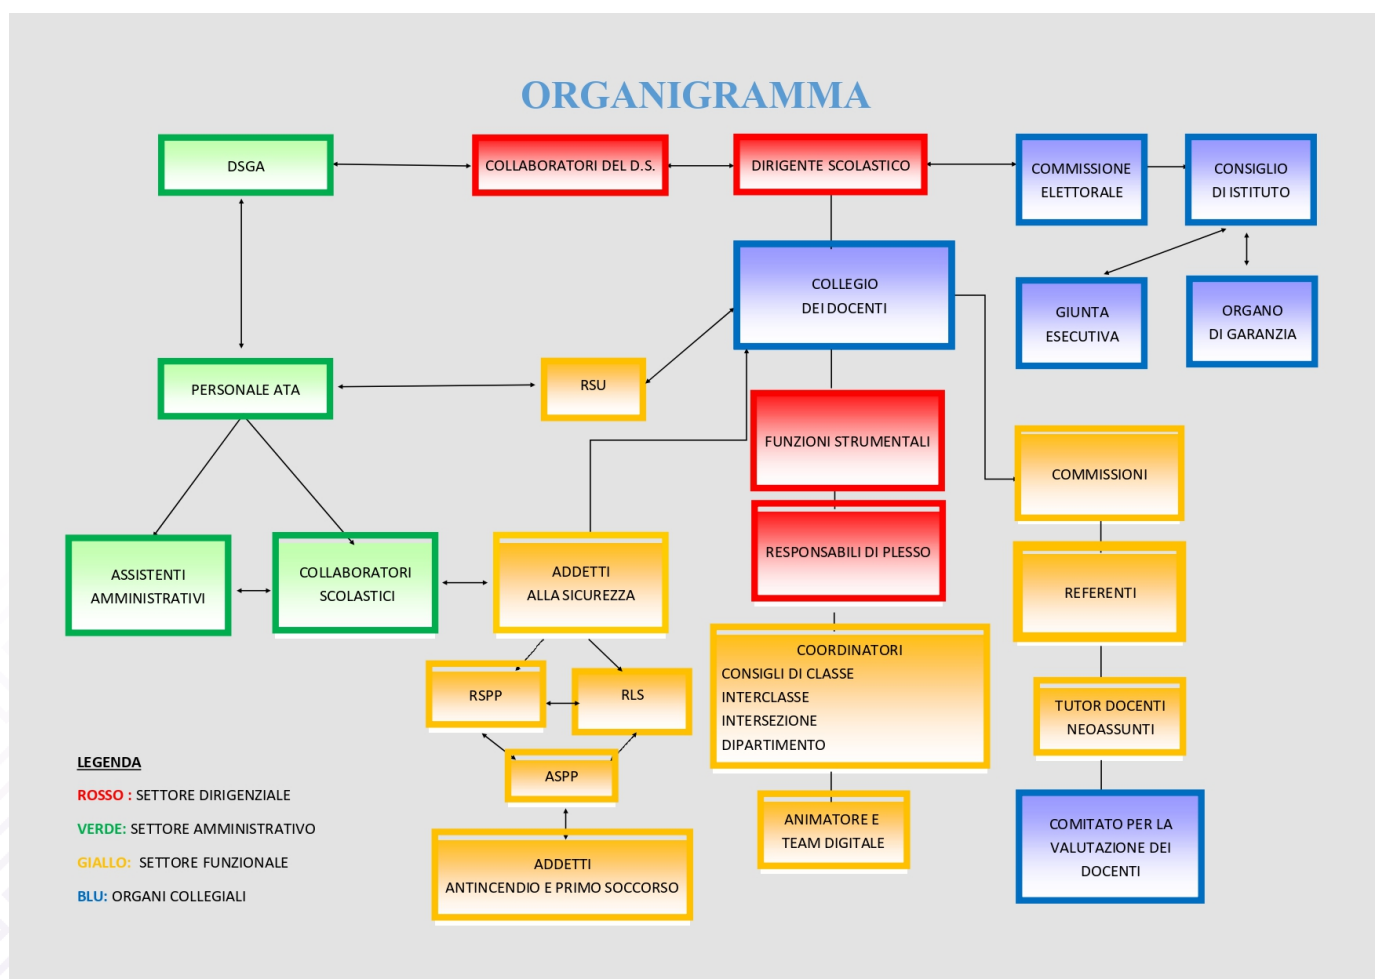 ORGANIGRAMMA
DSGA
COLLABORATORI DEL D.S.
DIRIGENTE SCOLASTICO
COMMISSIONE
ELETTORALE
CONSIGLIO
DI ISTITUTO
COLLEGIO
DEI DOCENTI
GIUNTA
ESECUTIVA
ORGANO
DI GARANZIA
PERSONALE ATA
RSU
FUNZIONI STRUMENTALI
COMMISSIONI
ASSISTENTI
AMMINISTRATIVI
COLLABORATORI
SCOLASTICI
ADDETTI
ALLA SICUREZZA
RESPONSABILI DI PLESSO
REFERENTI
RSPP
RLS
COORDINATORI
CONSIGLI DI CLASSE
INTERCLASSE
INTERSEZIONE
DIPARTIMENTO
TUTOR DOCENTI
NEOASSUNTI
ASPP
ANIMATORE E
TEAM DIGITALE
COMITATO PER LA
VALUTAZIONE DEI
DOCENTI
ADDETTI
ANTINCENDIO E PRIMO SOCCORSO
LEGENDA
ROSSO : SETTORE DIRIGENZIALE
VERDE: SETTORE AMMINISTRATIVO
GIALLO: SETTORE FUNZIONALE
BLU: ORGANI COLLEGIALI